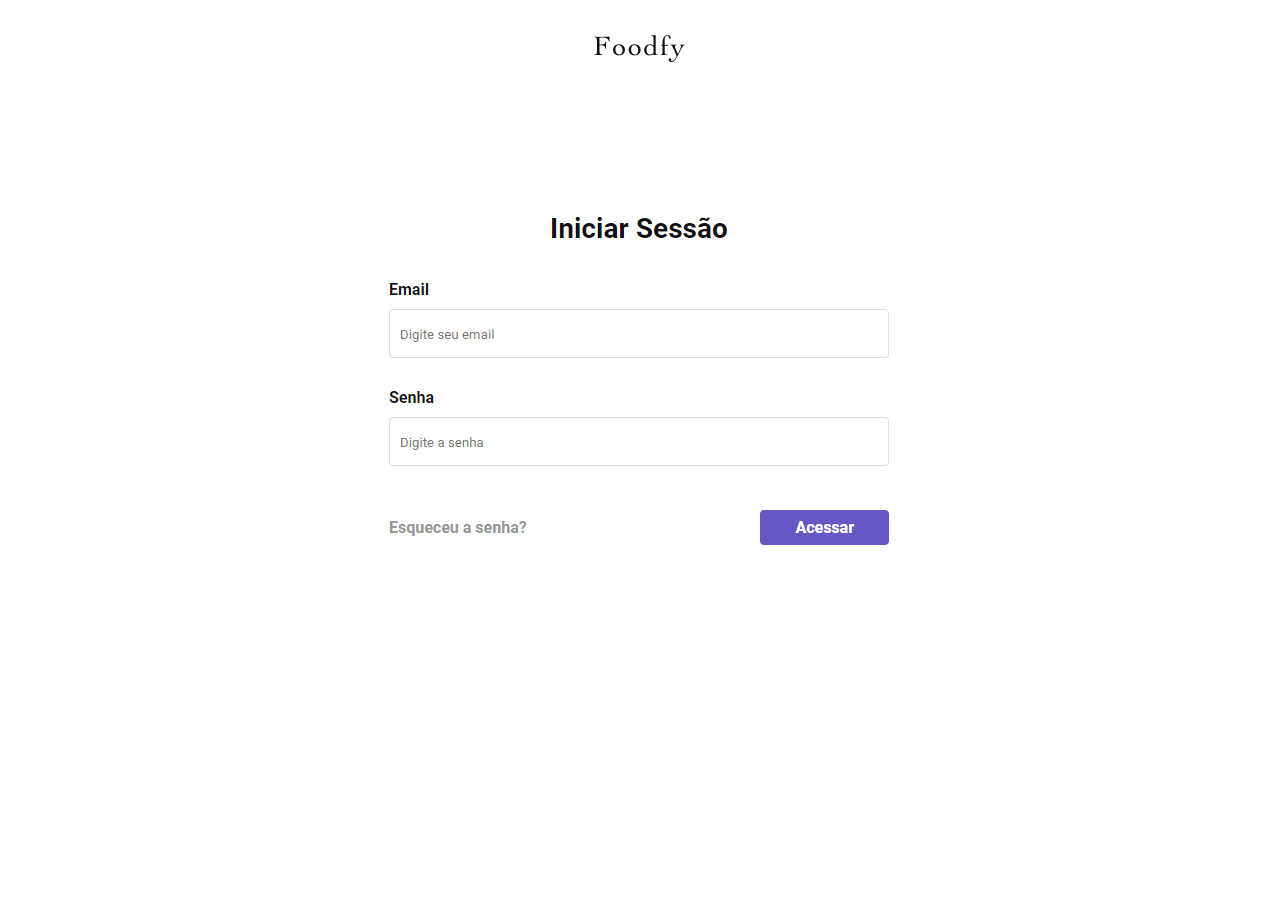 Foodfy
Iniciar Sessão
Email
Digite seu email
Senha
Digite a senha
Esqueceu a senha?
Acessar